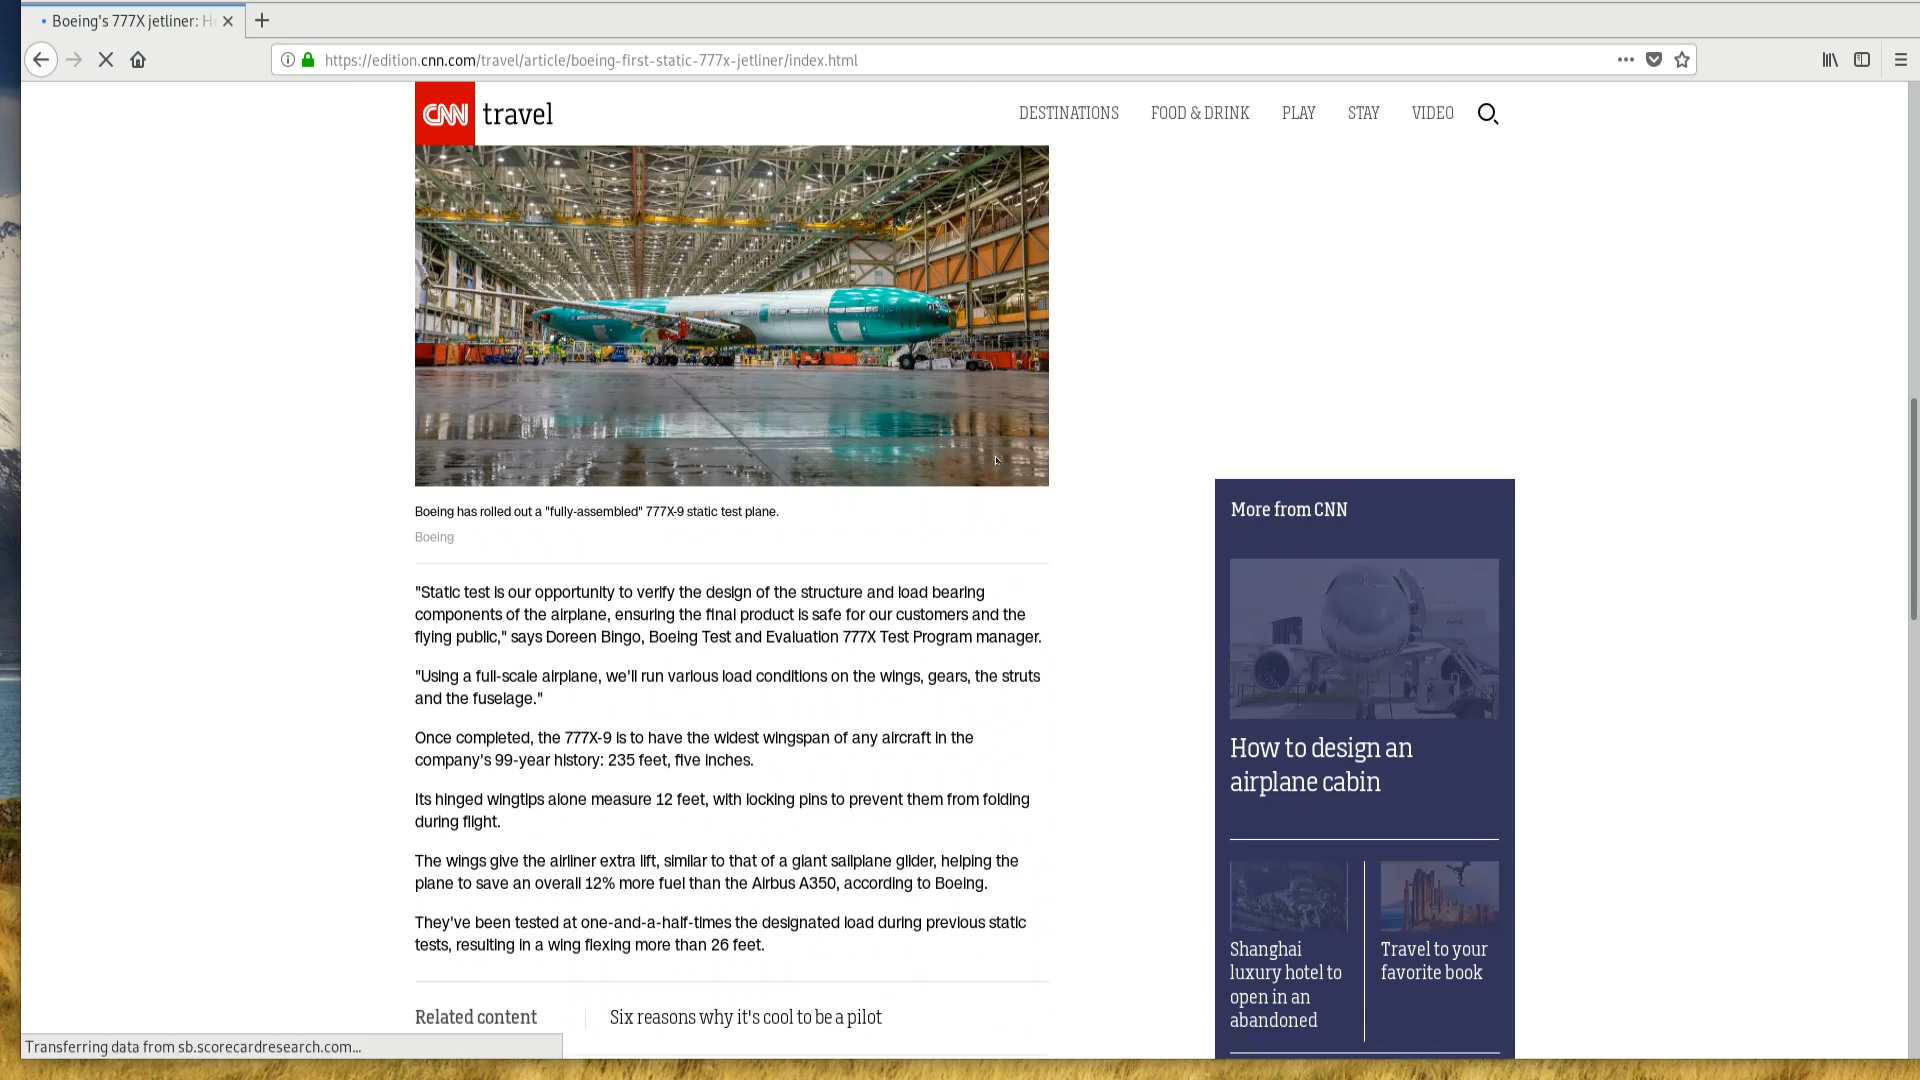 Boeing's 777X jetliner: H
https://edition.cnn.com/travel/article/boeing-first-static-777x-jetliner/index.html
CNN travel
DESTINATIONS FOOD & DRINK PLAY STAY VIDEO
Boeing has rolled out a "fully-assembled" 777X-9 static test plane.
Boeing
"Static test is our opportunity to verify the design of the structure and load bearing
components of the airplane, ensuring the final product is safe for our customers and the
flying public," says Doreen Bingo, Boeing Test and Evaluation 777X Test Program manager.
"Using a full-scale airplane, we'll run various load conditions on the wings, gears, the struts
and the fuselage."
Once completed, the 777X-9 is to have the widest wingspan of any aircraft in the
company's 99-year history: 235 feet, five inches.
Its hinged wingtips alone measure 12 feet, with locking pins to prevent them from folding
during flight.
The wings give the airliner extra lift, similar to that of a giant sailplane glider, helping the
plane to save an overall 12% more fuel than the Airbus A350, according to Boeing.
They've been tested at one-and-a-half-times the designated load during previous static
tests, resulting in a wing flexing more than 26 feet.
Related content
Six reasons why it's cool to be a pilot
More from CNN
How to design an
airplane cabin
Shanghai
luxury hotel to
open in an
abandoned
Travel to your
favorite book
Transferring data from sb.scorecardresearch.com...